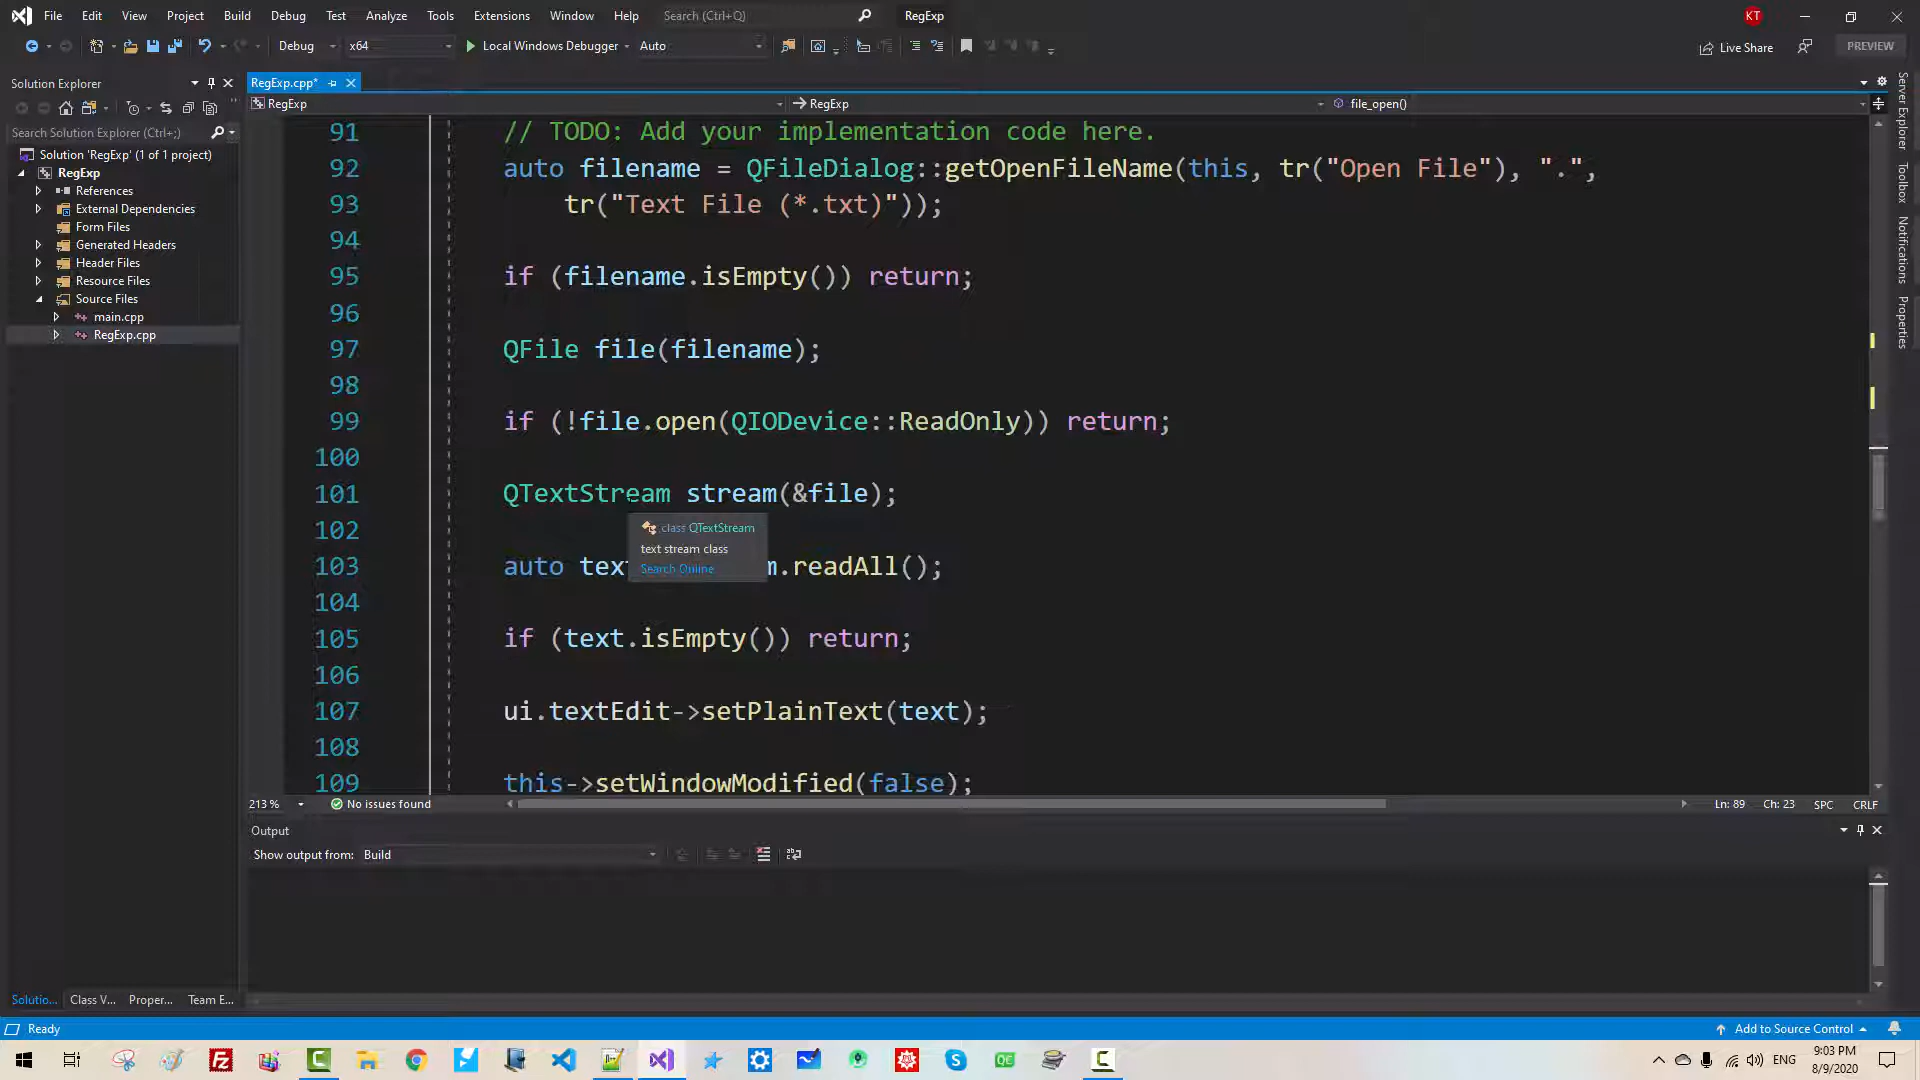 File Edit View Project Build Debug Test Analyze Tools Extensions Window Help Search (Ctrl+Q) RegExp KT
Debug x64 Local Windows Debugger Auto Live Share PREVIEW
Solution Explorer
Search Solution Explorer (Ctrl+;)
Solution 'RegExp' (1 of 1 project)
RegExp
References
External Dependencies
Form Files
Generated Headers
Header Files
Resource Files
Source Files
main.cpp
RegExp.cpp
Soluti­o... Class V... Proper... Team E...
RegExp.cpp*
RegExp RegExp file_open()
91 // TODO: Add your implementation code here.
92 auto filename = QFileDialog::getOpenFileName(this, tr("Open File"), ".",
93 tr("Text File (*.txt)"));
94
95 if (filename.isEmpty()) return;
96
97 QFile file(filename);
98
99 if (!file.open(QIODevice::ReadOnly)) return;
100
101 QTextStream stream(&file);
102
class QTextStream
text stream class
Search Online
103 auto tex m.readAll();
104
105 if (text.isEmpty()) return;
106
107 ui.textEdit->setPlainText(text);
108
109 this->setWindowModified(false);
213 % No issues found Ln: 89 Ch: 23 SPC CRLF
Output
Show output from: Build
Server Explorer
Toolbox
Notifications
Properties
Ready Add to Source Control
ENG 9:03 PM
8/9/2020